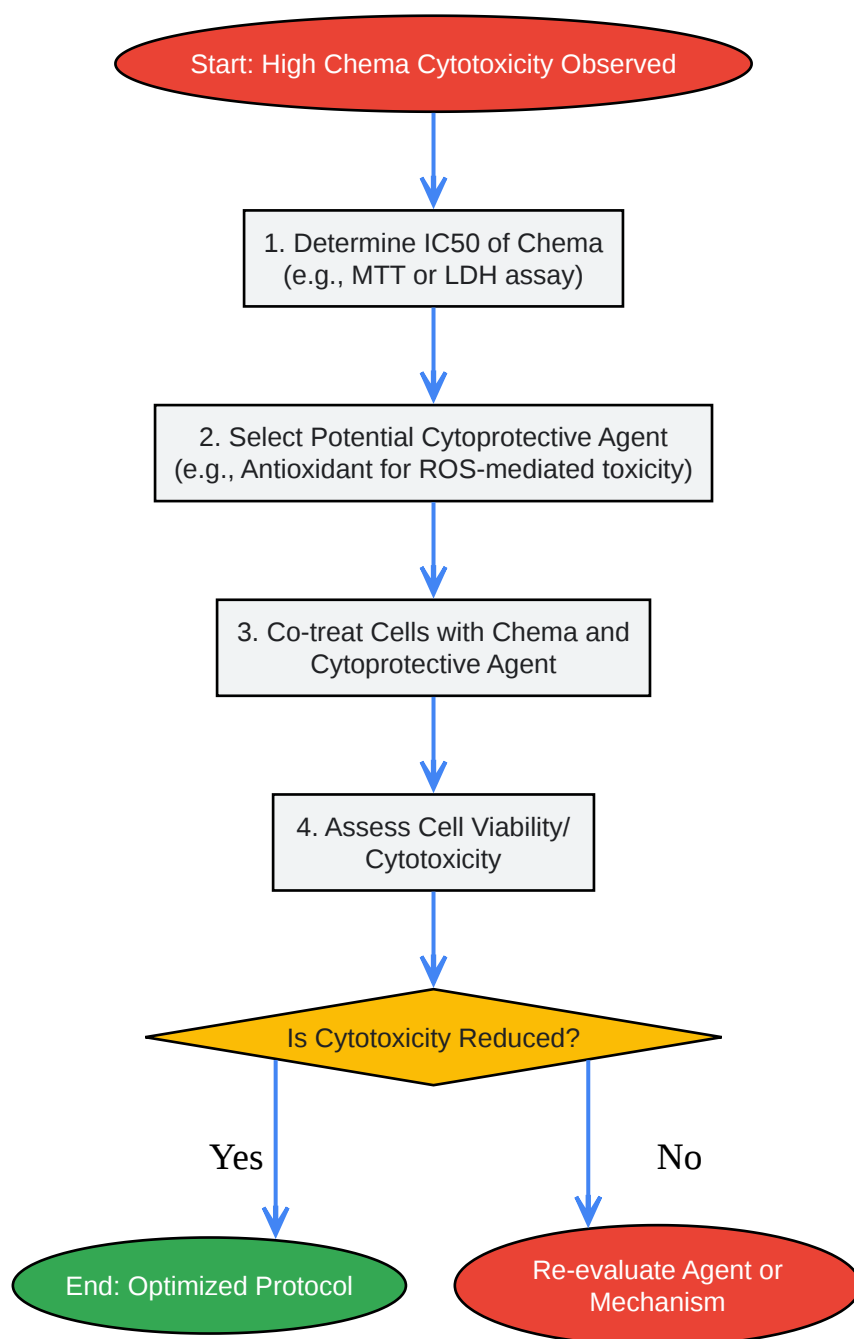 Start: High Chema Cytotoxicity Observed
1. Determine IC50 of Chema
(e.g., MTT or LDH assay)
2. Select Potential Cytoprotective Agent
(e.g., Antioxidant for ROS-mediated toxicity)
3. Co-treat Cells with Chema and
Cytoprotective Agent
4. Assess Cell Viability/
Cytotoxicity
Is Cytotoxicity Reduced?
Yes
No
End: Optimized Protocol
Re-evaluate Agent or
Mechanism